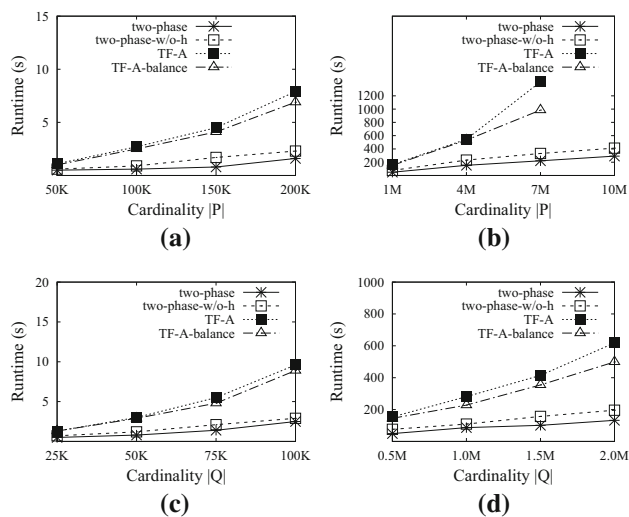 two-phase
two-phase-w/o-h
TF-A
TF-A-balance
Runtime (s)
15
10
5
50K 100K 150K 200K
Cardinality |P|
(a)
two-phase
two-phase-w/o-h
TF-A
TF-A-balance
Runtime (s)
1200
1000
800
600
400
200
1M 4M 7M 10M
Cardinality |P|
(b)
two-phase
two-phase-w/o-h
TF-A
TF-A-balance
Runtime (s)
20
15
10
5
25K 50K 75K 100K
Cardinality |Q|
(c)
two-phase
two-phase-w/o-h
TF-A
TF-A-balance
Runtime (s)
1000
800
600
400
200
0.5M 1.0M 1.5M 2.0M
Cardinality |Q|
(d)